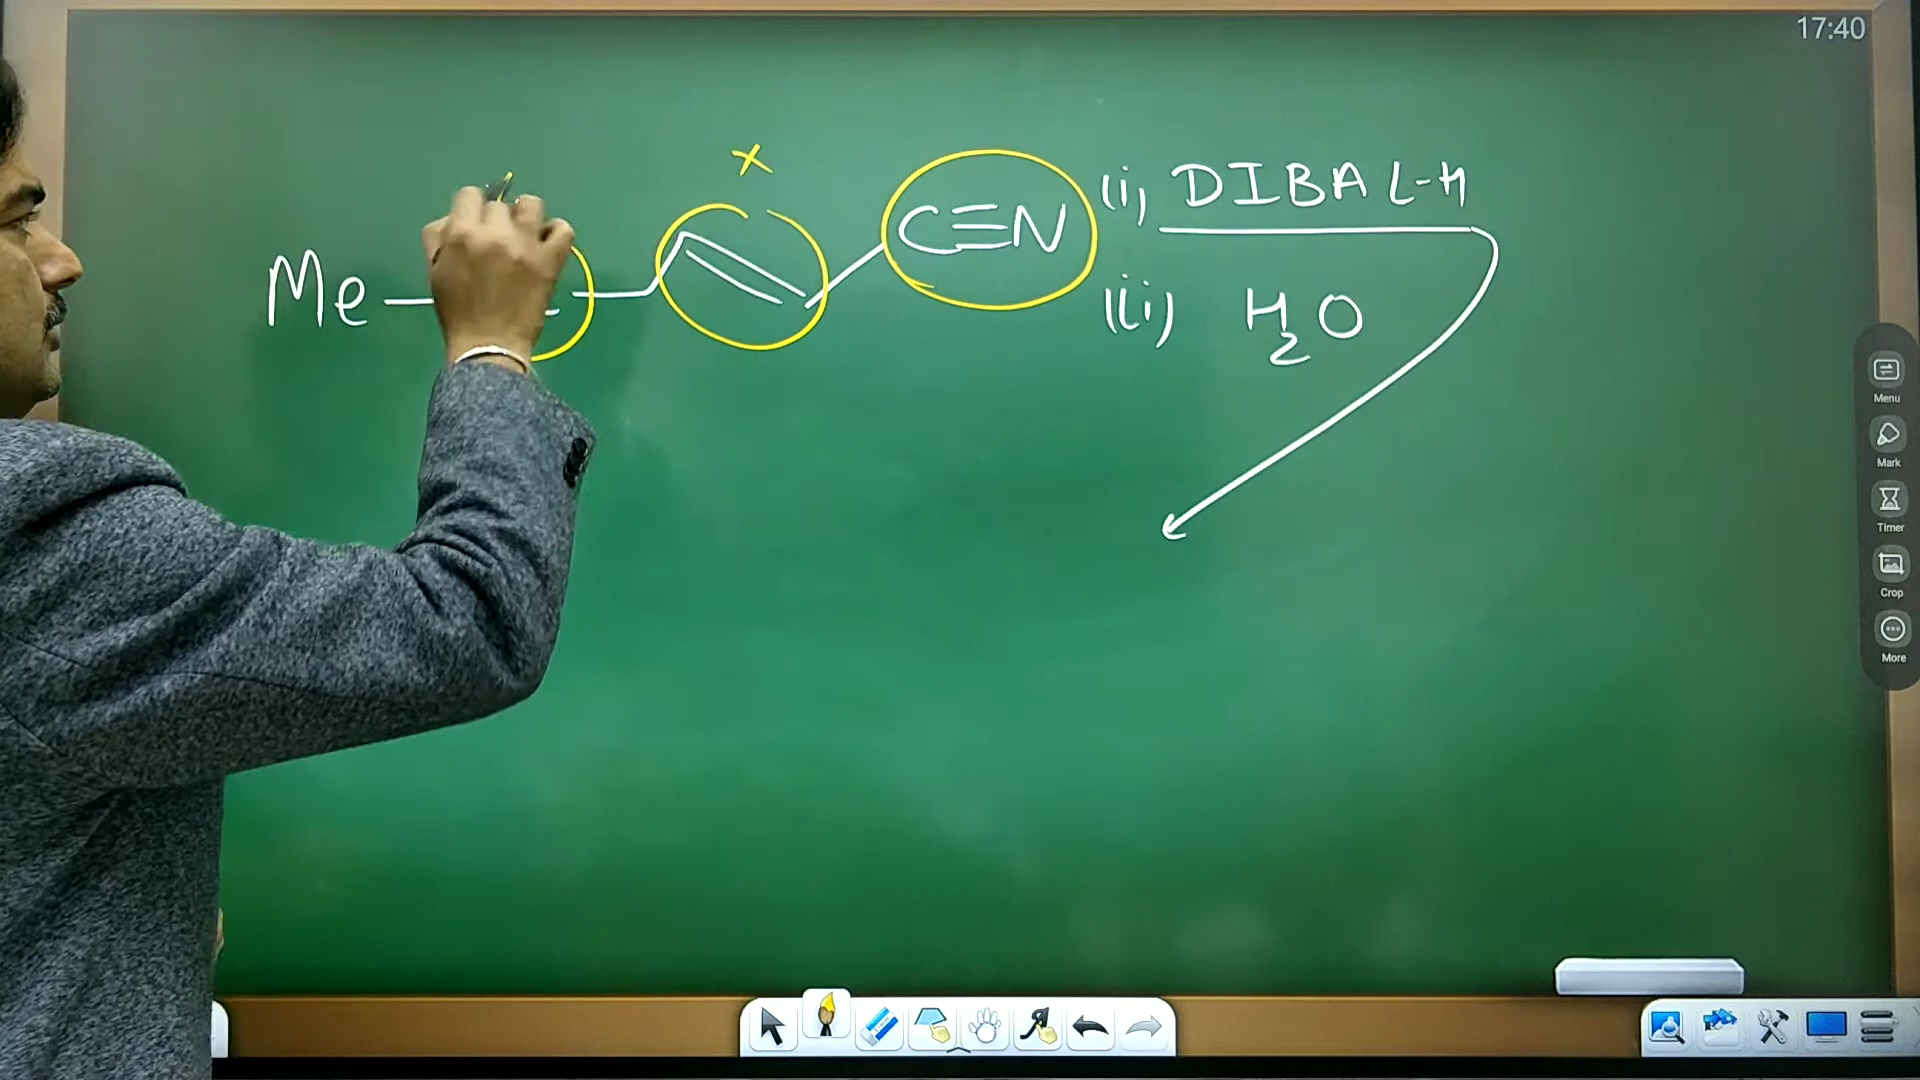 17:40
Me C≡N (i) DIBAL-H
(ii) H2O
Menu
Mark
Timer
Crop
More